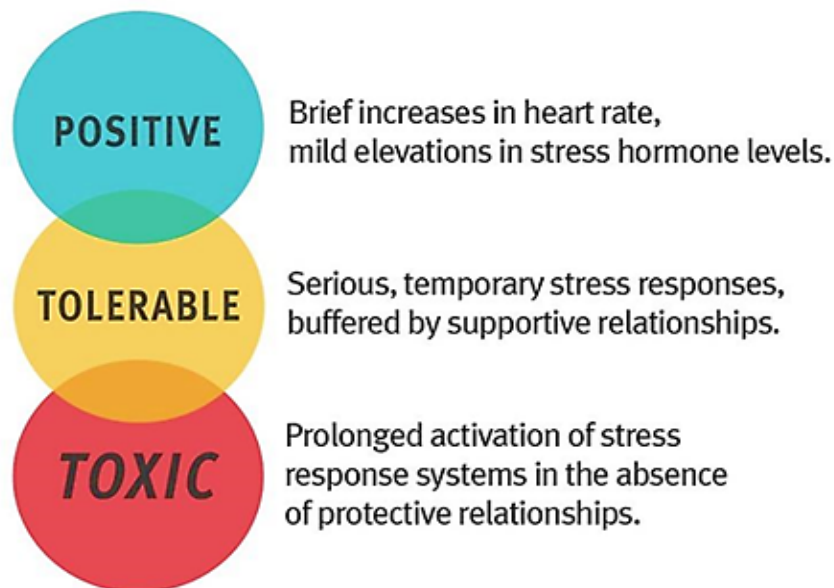 POSITIVE
Brief increases in heart rate,
mild elevations in stress hormone levels.
TOLERABLE
Serious, temporary stress responses,
buffered by supportive relationships.
TOXIC
Prolonged activation of stress
response systems in the absence
of protective relationships.